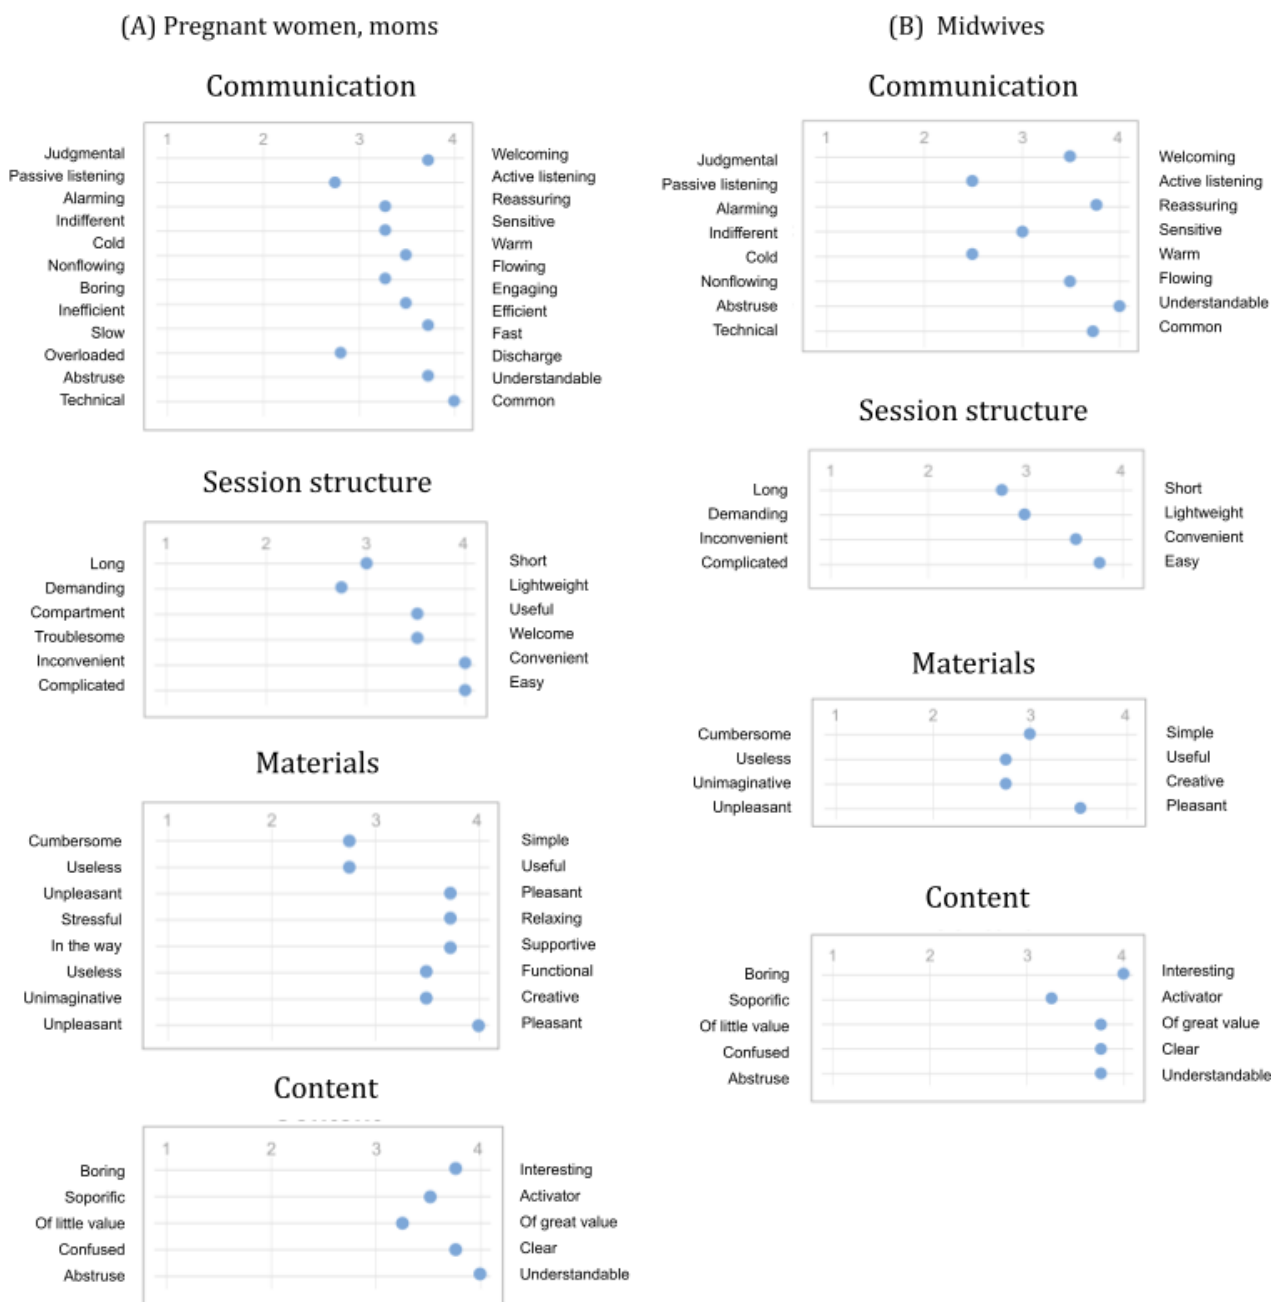 (A) Pregnant women, moms
Communication
1 2 3 4
Judgmental Welcoming
Passive listening Active listening
Alarming Reassuring
Indifferent Sensitive
Cold Warm
Nonflowing Flowing
Boring Engaging
Inefficient Efficient
Slow Fast
Overloaded Discharge
Abstruse Understandable
Technical Common
Session structure
1 2 3 4
Long Short
Demanding Lightweight
Compartment Useful
Troublesome Welcome
Inconvenient Convenient
Complicated Easy
Materials
1 2 3 4
Cumbersome Simple
Useless Useful
Unpleasant Pleasant
Stressful Relaxing
In the way Supportive
Useless Functional
Unimaginative Creative
Unpleasant Pleasant
Content
1 2 3 4
Boring Interesting
Soporific Activator
Of little value Of great value
Confused Clear
Abstruse Understandable
(B) Midwives
Communication
1 2 3 4
Judgmental Welcoming
Passive listening Active listening
Alarming Reassuring
Indifferent Sensitive
Cold Warm
Nonflowing Flowing
Abstruse Understandable
Technical Common
Session structure
1 2 3 4
Long Short
Demanding Lightweight
Inconvenient Convenient
Complicated Easy
Materials
1 2 3 4
Cumbersome Simple
Useless Useful
Unimaginative Creative
Unpleasant Pleasant
Content
1 2 3 4
Boring Interesting
Soporific Activator
Of little value Of great value
Confused Clear
Abstruse Understandable